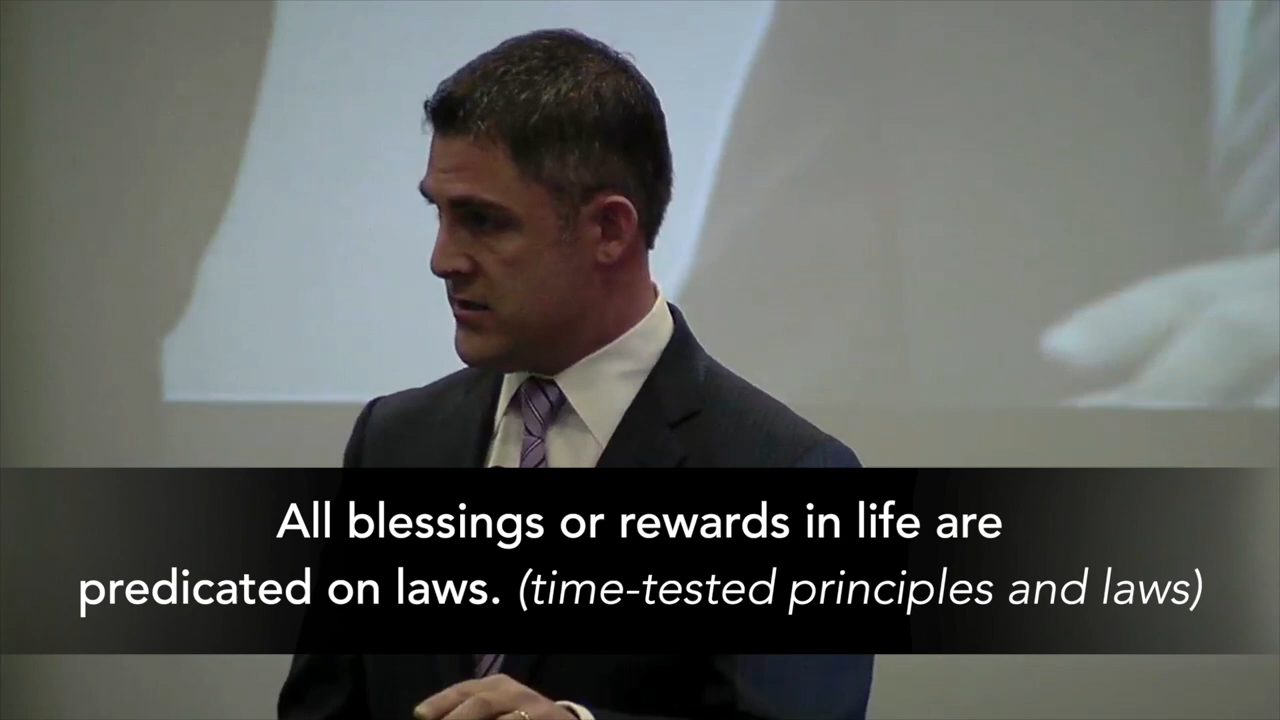 All blessings or rewards in life are
predicated on laws. (time-tested principles and laws)